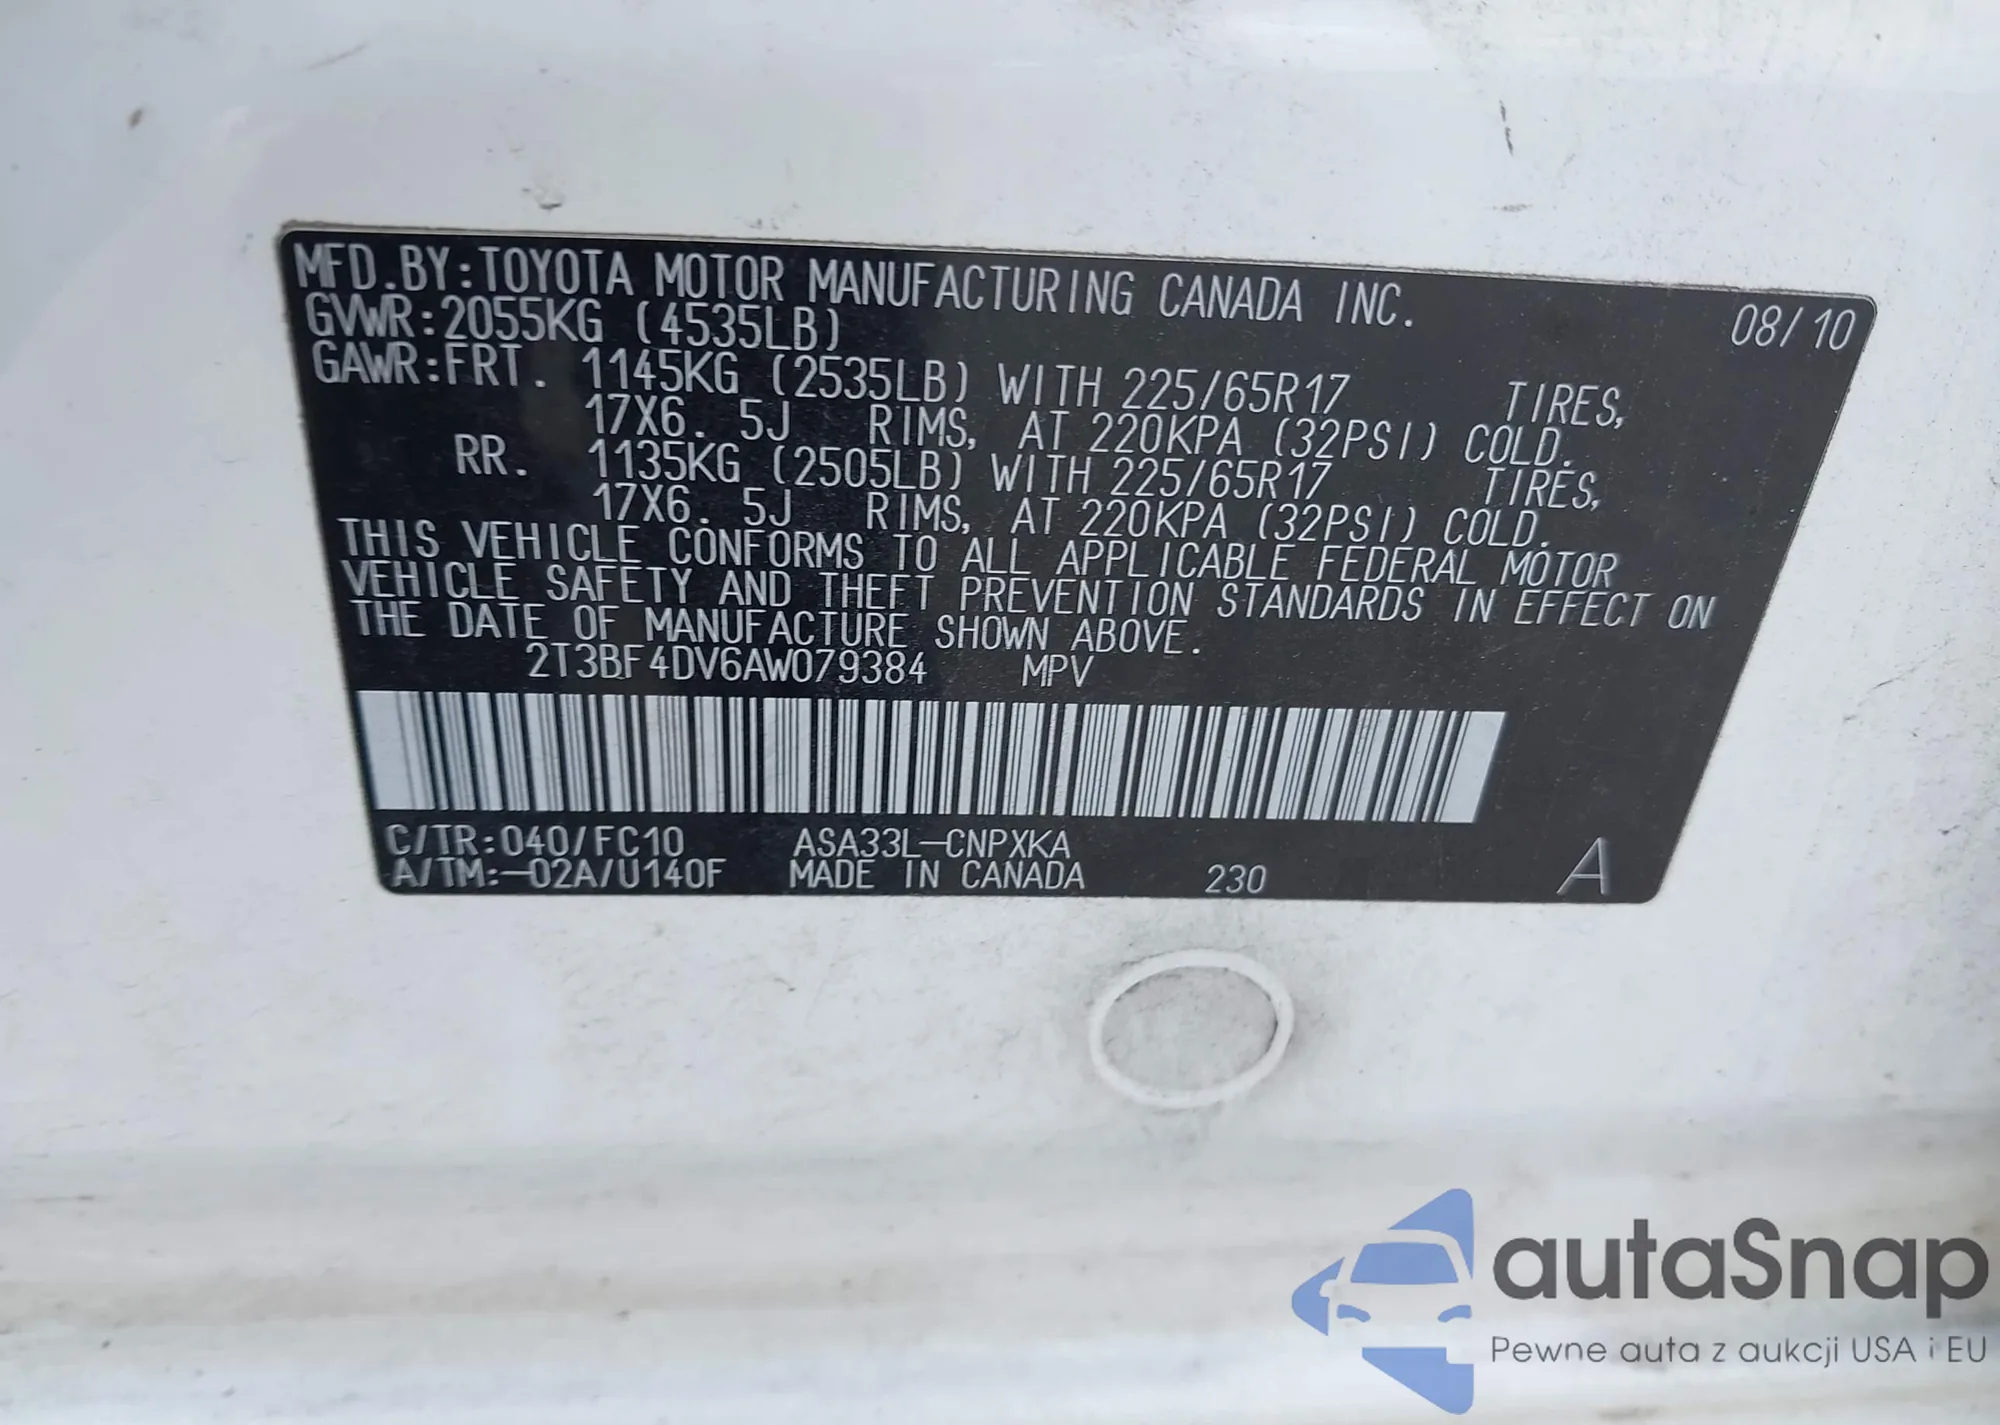 MFD.BY:TOYOTA MOTOR MANUFACTURING CANADA INC. 08/10
GVWR:2055KG (4535LB)
GAWR:FRT. 1145KG (2535LB) WITH 225/65R17 TIRES,
17X6.5J RIMS, AT 220KPA (32PSI) COLD.
RR. 1135KG (2505LB) WITH 225/65R17 TIRES,
17X6.5J RIMS, AT 220KPA (32PSI) COLD.
THIS VEHICLE CONFORMS TO ALL APPLICABLE FEDERAL MOTOR
VEHICLE SAFETY AND THEFT PREVENTION STANDARDS IN EFFECT ON
THE DATE OF MANUFACTURE SHOWN ABOVE.
2T3BF4DV6AW079384 MPV
C/TR:040/FC10 ASA33L-CNPXKA
A/TM:-02A/U140F MADE IN CANADA 230 A
autaSnap
Pewne auta z aukcji USA i EU